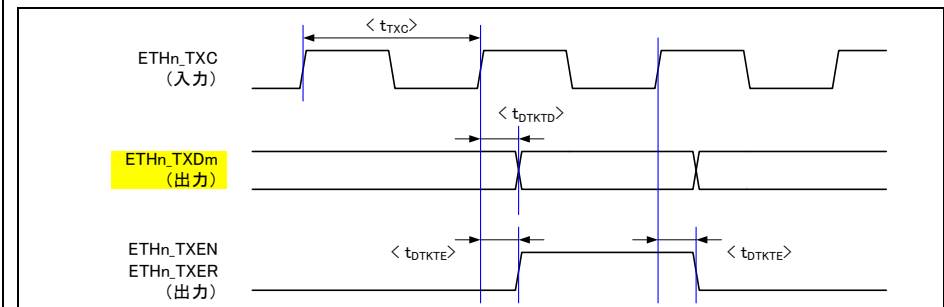 〈 tTXC〉
ETHn_TXC
（入力）
〈 tDTKTD〉
ETHn_TXDm
（出力）
ETHn_TXEN
ETHn_TXER
（出力）
〈 tDTKTE〉
〈 tDTKTE〉